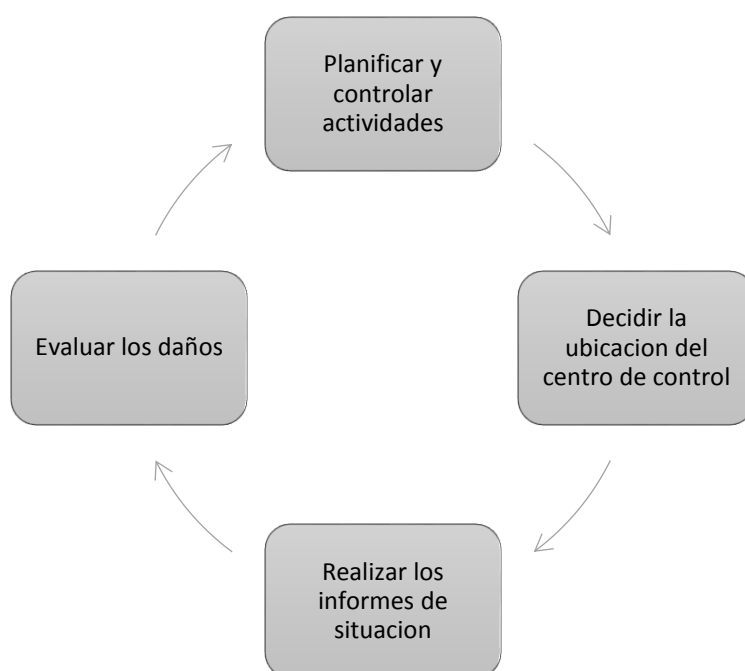 Planificar y
controlar
actividades
Decidir la
ubicacion del
centro de control
Realizar los
informes de
situacion
Evaluar los daños